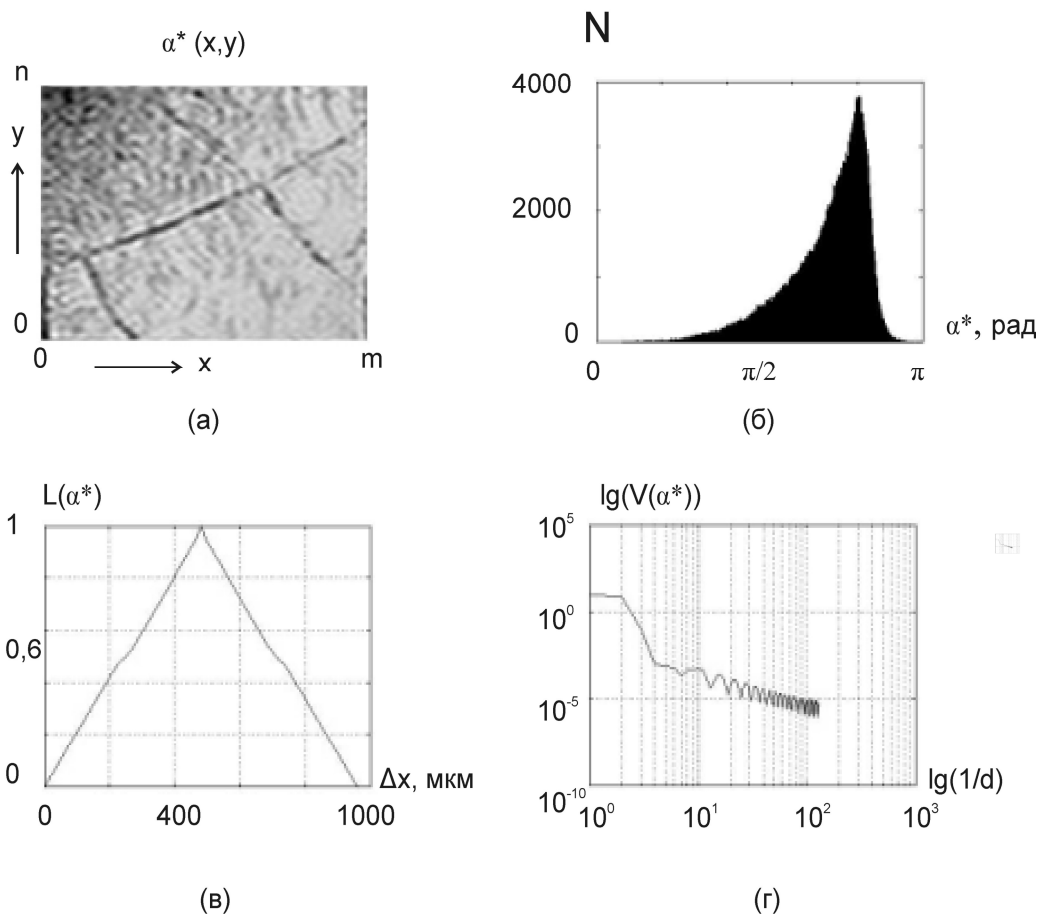 α* (x,y)
n
y
0
0
x
m
(а)
N
4000
2000
0
0
π/2
π
α*, рад
(б)
L(α*)
1
0,6
0
0
400
1000
Δx, мкм
(в)
lg(V(α*))
10^5
10^0
10^-5
10^-10
10^0
10^1
10^2
10^3
lg(1/d)
(г)